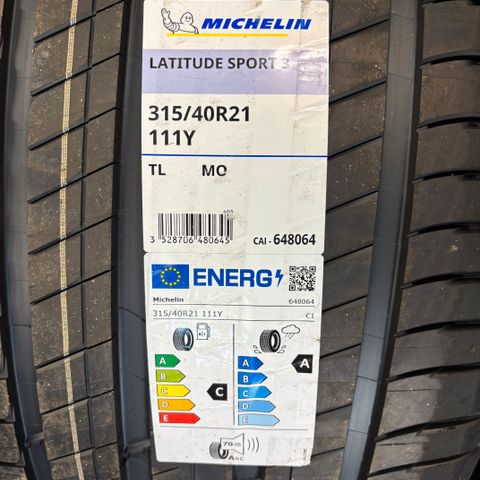 MICHELIN
LATITUDE SPORT 3
315/40R21
111Y
TL MO
3 528706 480645
CAI - 648064
ENERG
Michelin 648064
315/40R21 111Y C1
A A A
B B
C C C
D D
E E
70 dB
ABC